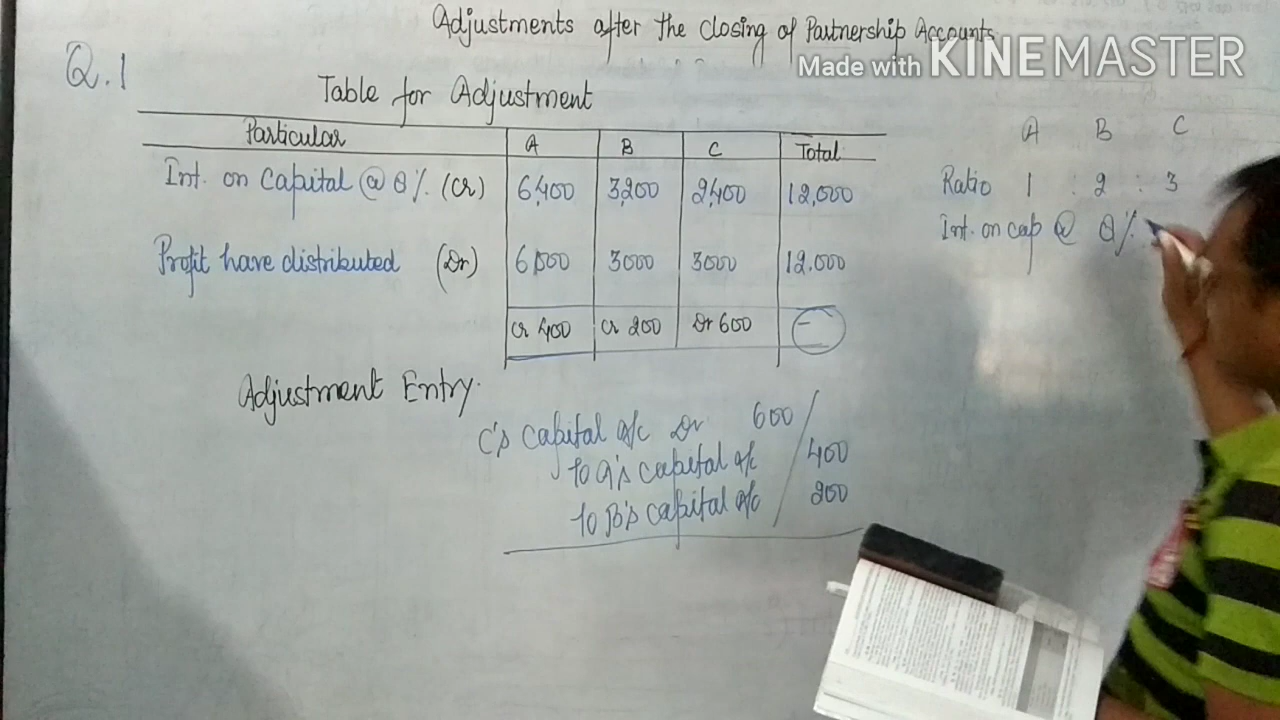 Adjustments after the closing of Partnership Accounts
Made with KINEMASTER
Q.1
Table for Adjustment
Particular A B C Total
Int. on Capital @ 8% (Cr) 6,400 3,200 2,400 12,000
Profit have distributed (Dr) 6000 3000 3000 12.000
Cr 400 Cr 200 Dr 600 -
Adjustment Entry.
C's capital a/c Dr 600
To A's capital a/c 400
To B's capital a/c 200
A B C
Ratio 1 : 2 : 3
Int. on cap @ 8%